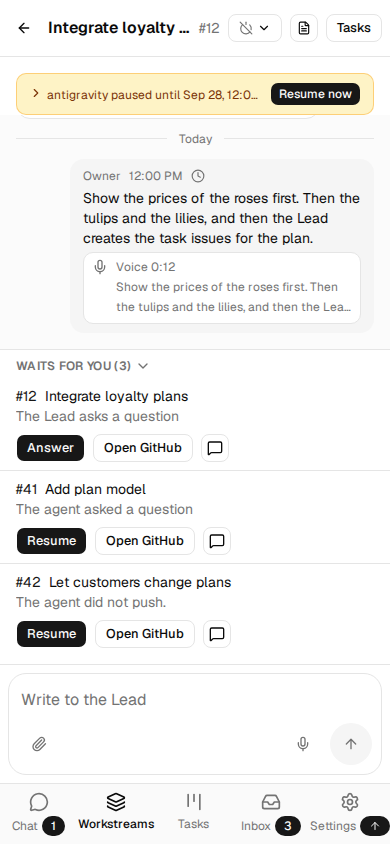 Integrate loyalty ... #12 Tasks
antigravity paused until Sep 28, 12:0... Resume now
Today
Owner 12:00 PM
Show the prices of the roses first. Then the
tulips and the lilies, and then the Lead
creates the task issues for the plan.
Voice 0:12
Show the prices of the roses first. Then
the tulips and the lilies, and then the Lea...
WAITS FOR YOU (3)
#12 Integrate loyalty plans
The Lead asks a question
Answer Open GitHub
#41 Add plan model
The agent asked a question
Resume Open GitHub
#42 Let customers change plans
The agent did not push.
Resume Open GitHub
Write to the Lead
Chat 1 Workstreams Tasks Inbox 3 Settings